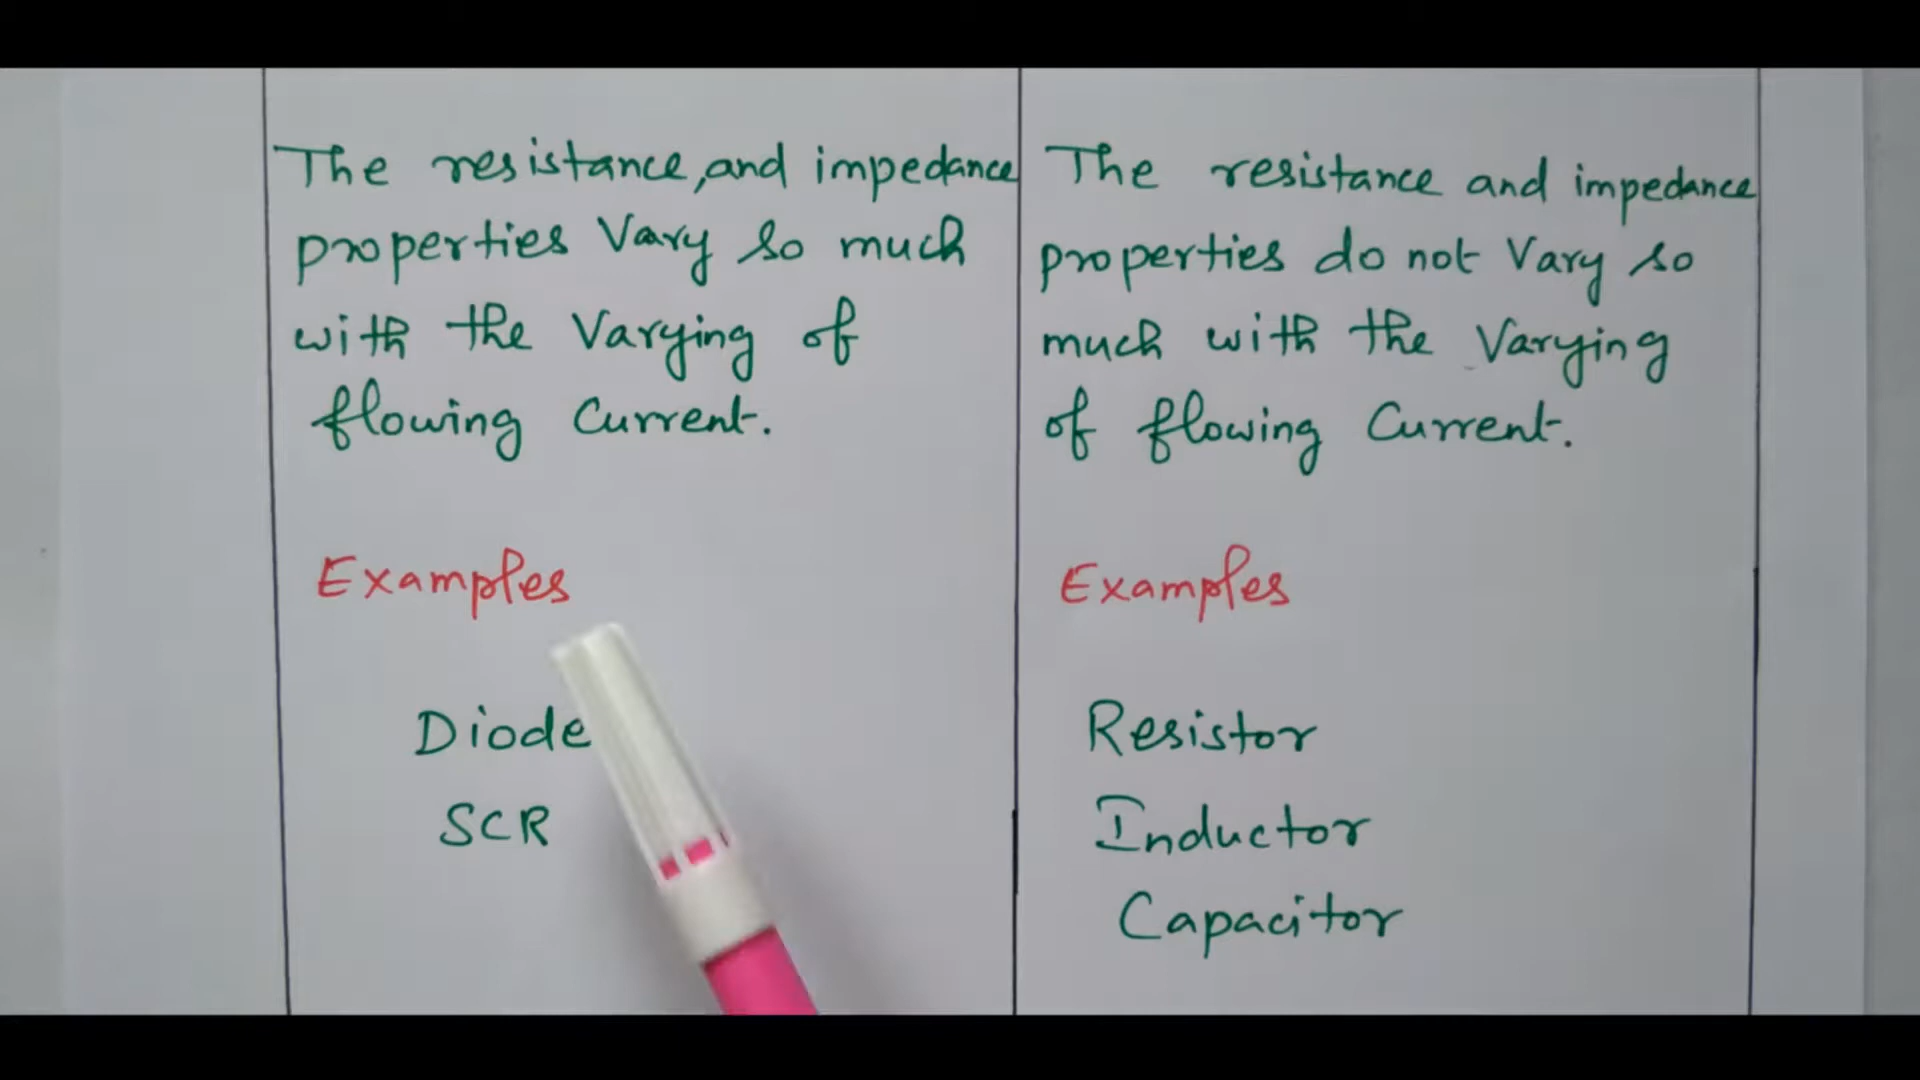 The resistance, and impedance
properties Vary so much
with the Varying of
flowing Current.
Examples
Diode
SCR
The resistance and impedance
properties do not Vary so
much with the Varying
of flowing Current.
Examples
Resistor
Inductor
Capacitor